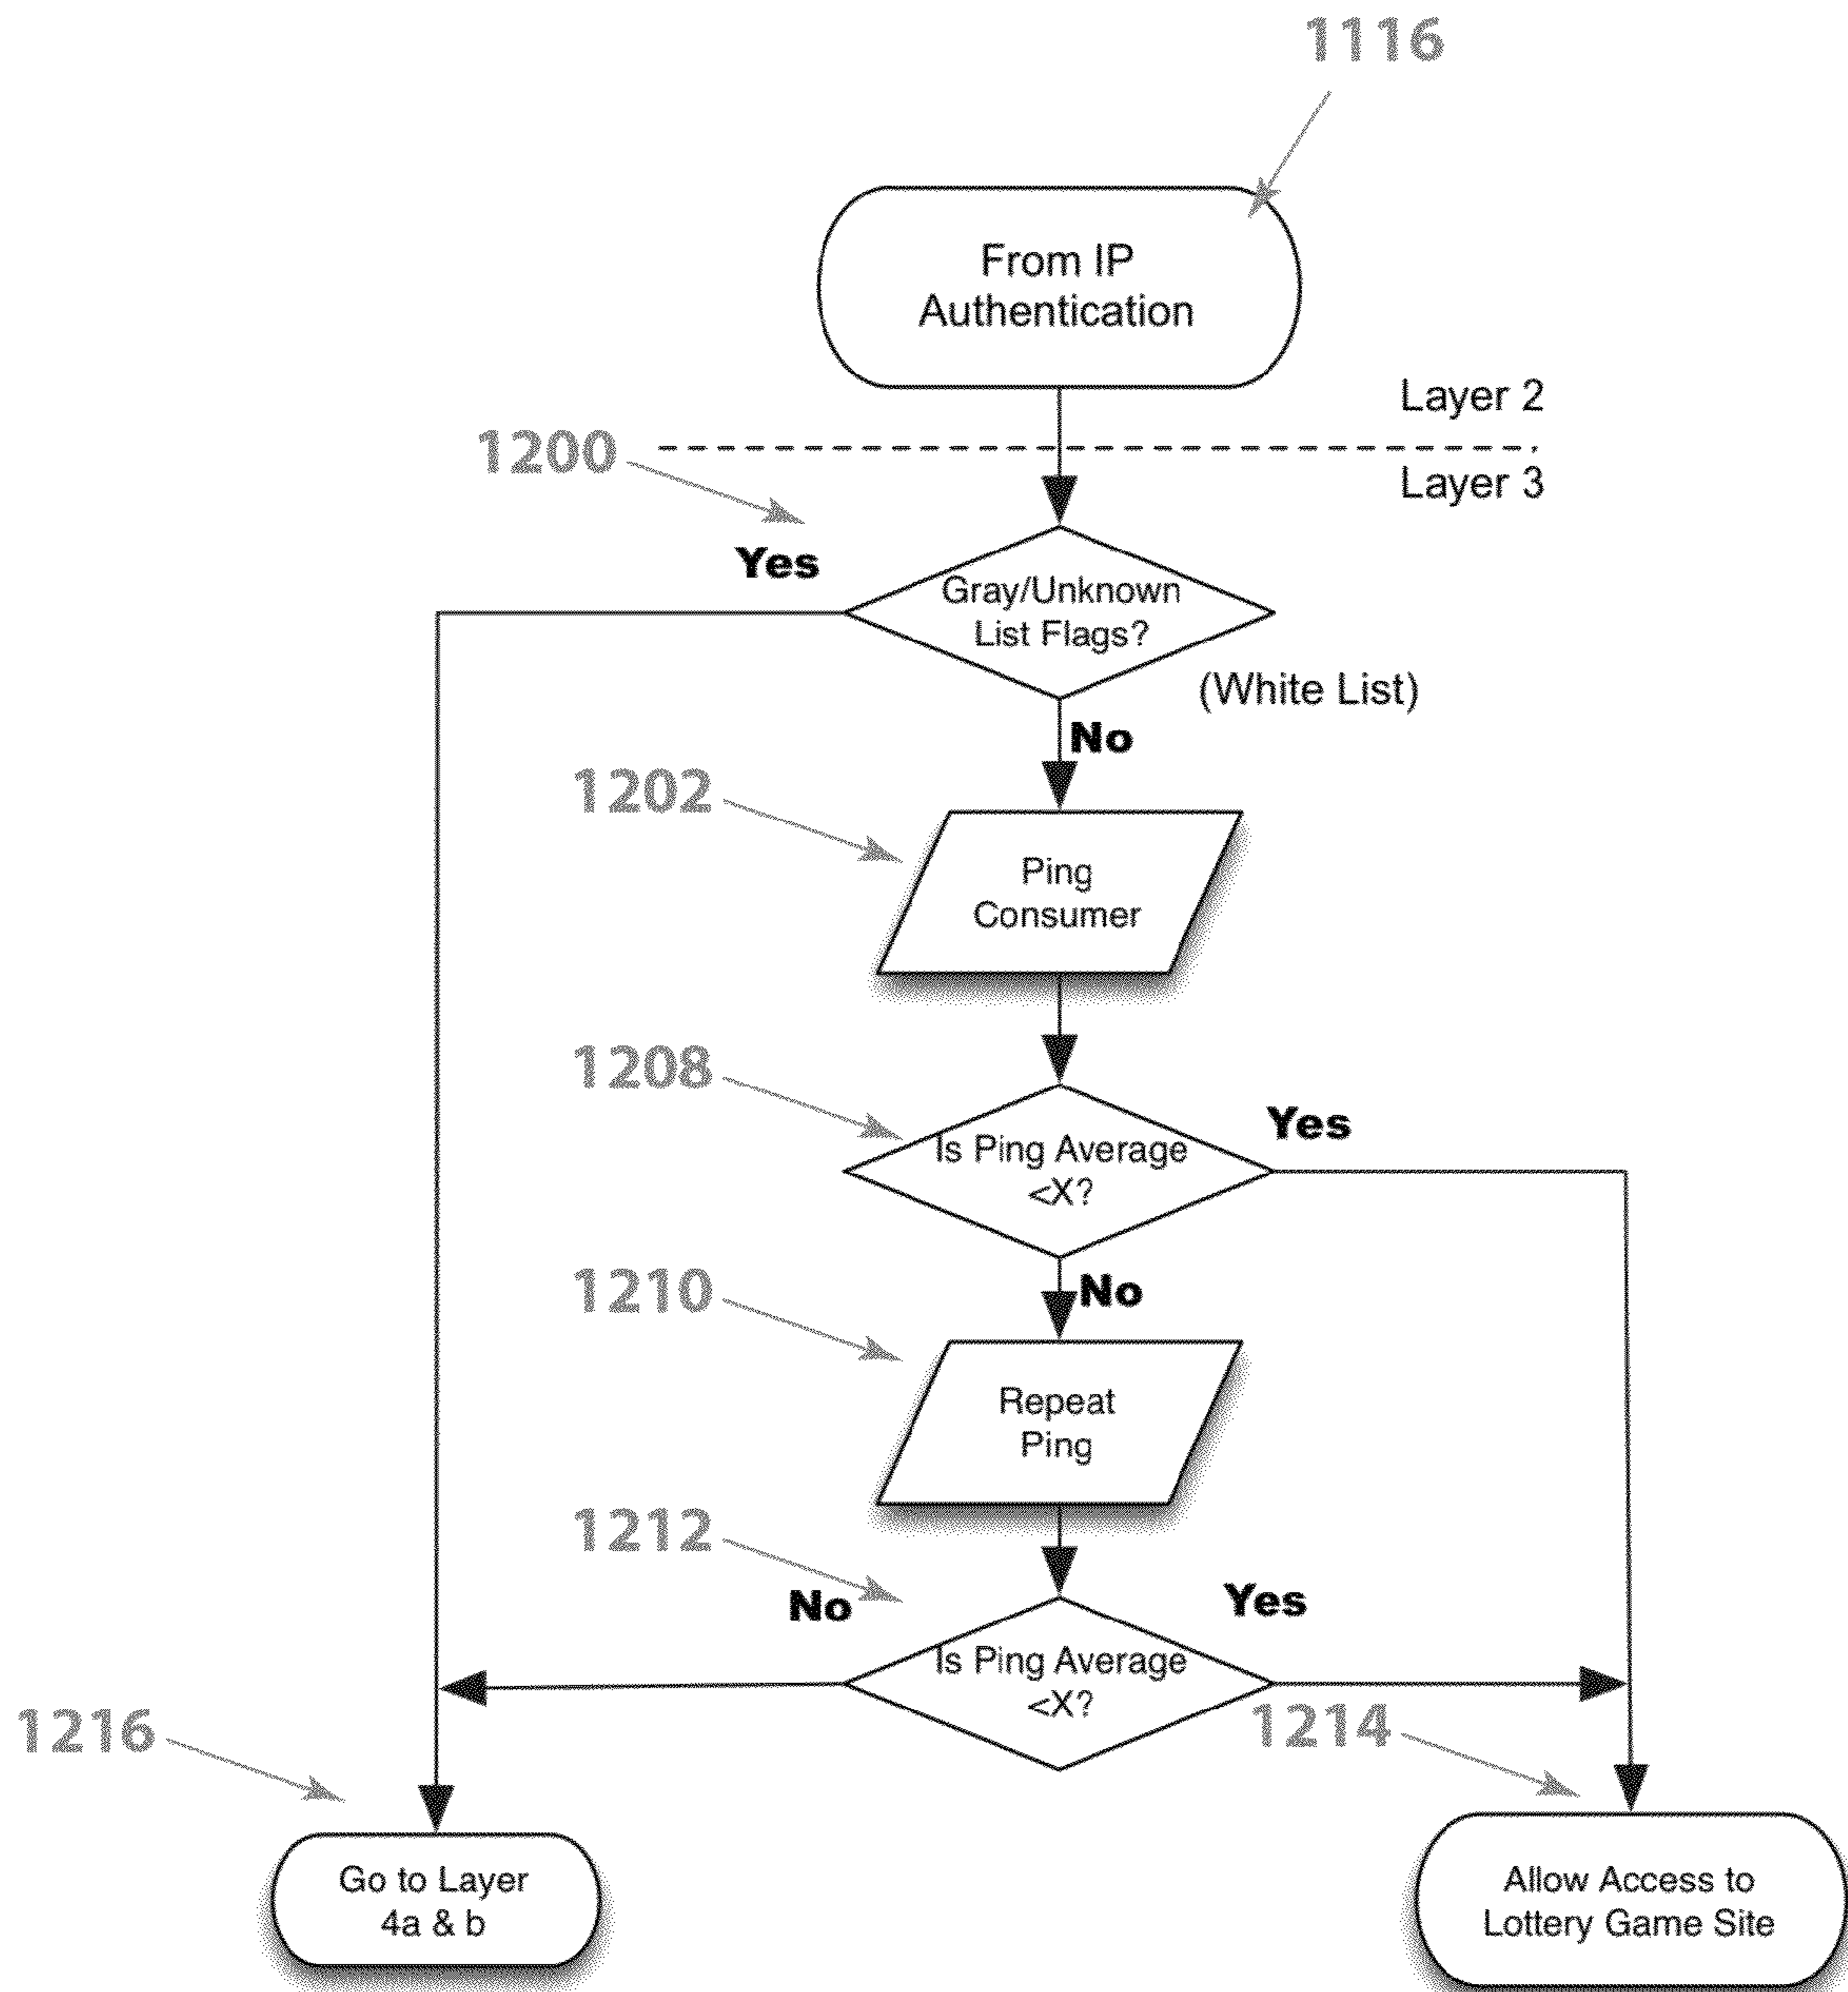 1116
From IP
Authentication
Layer 2
1200
Layer 3
Yes
Gray/Unknown
List Flags?
(White List)
No
1202
Ping
Consumer
1208
Yes
Is Ping Average
<X?
1210
No
Repeat
Ping
1212
No
Yes
Is Ping Average
<X?
1216
1214
Go to Layer
4a & b
Allow Access to
Lottery Game Site